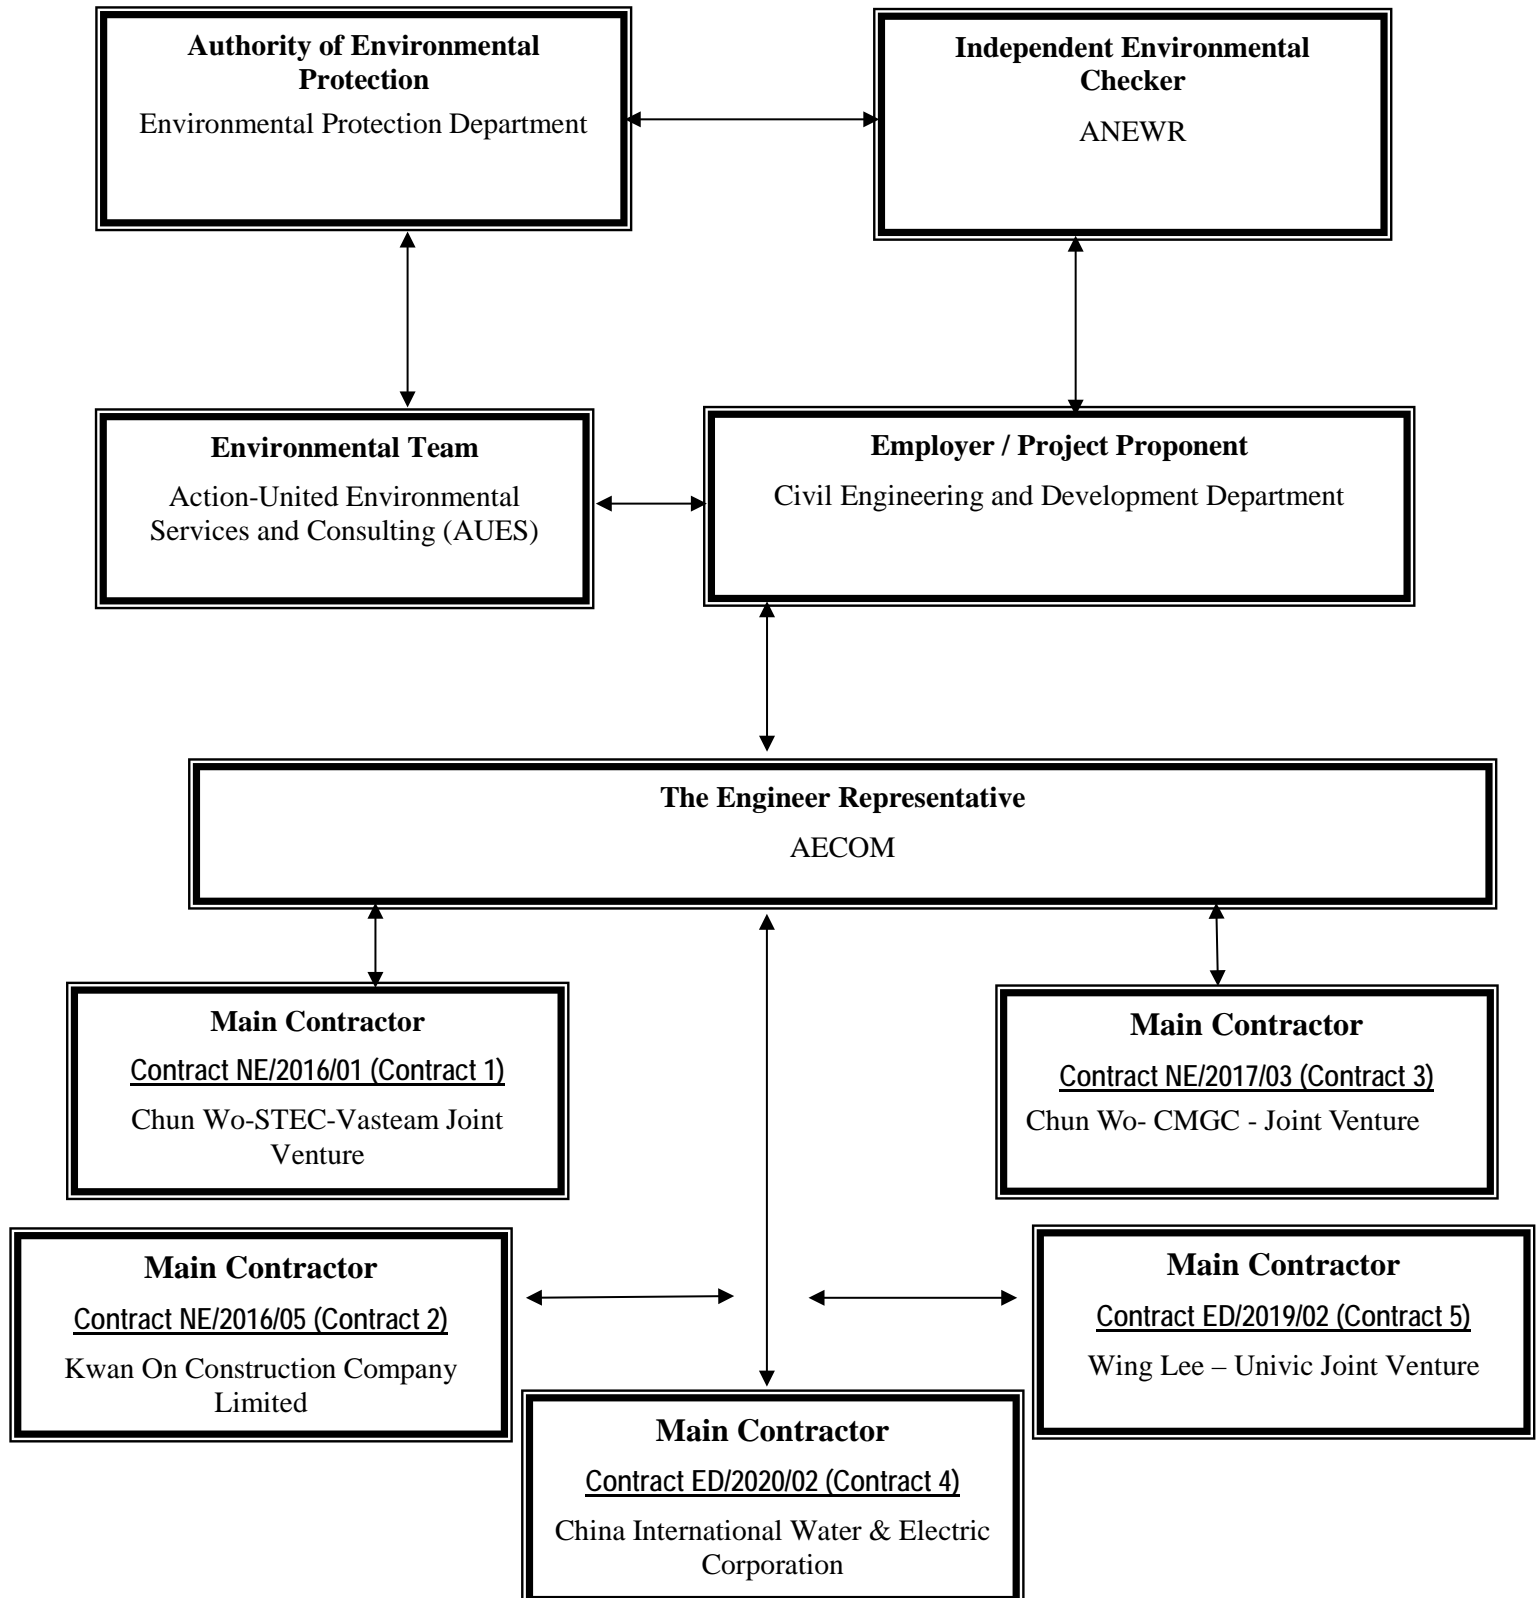 Authority of Environmental
Protection
Environmental Protection Department
Independent Environmental
Checker
ANEWR
Environmental Team
Action-United Environmental
Services and Consulting (AUES)
Employer / Project Proponent
Civil Engineering and Development Department
The Engineer Representative
AECOM
Main Contractor
Contract NE/2016/01 (Contract 1)
Chun Wo-STEC-Vasteam Joint
Venture
Main Contractor
Contract NE/2017/03 (Contract 3)
Chun Wo- CMGC - Joint Venture
Main Contractor
Contract NE/2016/05 (Contract 2)
Kwan On Construction Company
Limited
Main Contractor
Contract ED/2019/02 (Contract 5)
Wing Lee – Univic Joint Venture
Main Contractor
Contract ED/2020/02 (Contract 4)
China International Water & Electric
Corporation